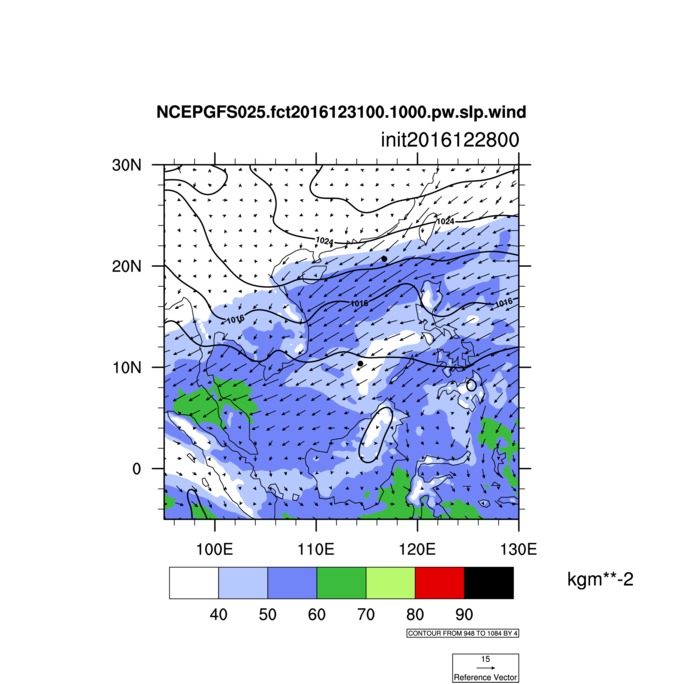 NCEPGFS025.fct2016123100.1000.pw.slp.wind
init2016122800
30N
20N
10N
0
1024
1024
1016
1016
1016
100E
110E
120E
130E
kgm**-2
40
50
60
70
80
90
CONTOUR FROM 948 TO 1084 BY 4
15
Reference Vector